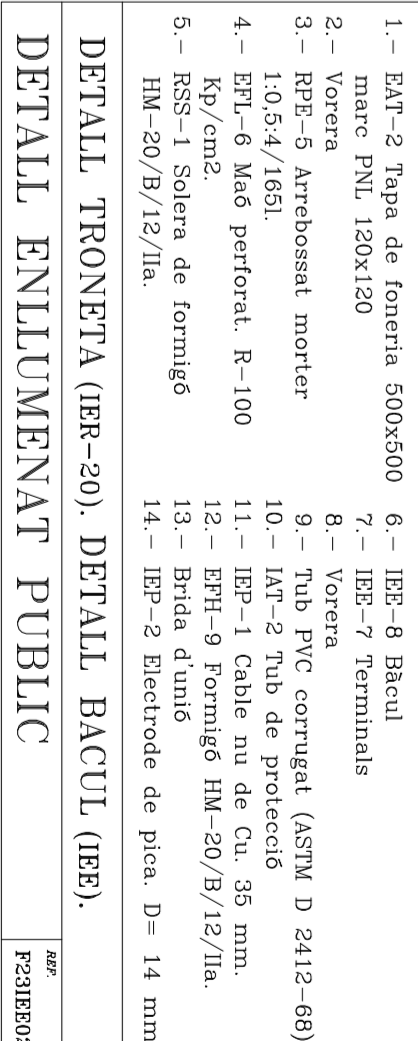 1.- EAT-2 Tapa de foneria 500x500
marc PNL 120x120
2.- Vorera
3.- RPE-5 Arrebossat morter
1:0,5:4/165l.
4.- EFL-6 Maó perforat. R-100
Kp/cm2.
5.- RSS-1 Solera de formigó
HM-20/B/12/IIa.
6.- IEE-8 Bàcul
7.- IEE-7 Terminals
8.- Vorera
9.- Tub PVC corrugat (ASTM D 2412-68)
10.- IAT-2 Tub de protecció
11.- IEP-1 Cable nu de Cu. 35 mm.
12.- EFH-9 Formigó HM-20/B/12/IIa.
13.- Brida d'unió
14.- IEP-2 Electrode de pica. D= 14 mm
DETALL TRONETA (IER-20). DETALL BACUL (IEE).
DETALL ENLLUMENAT PUBLIC
REF.